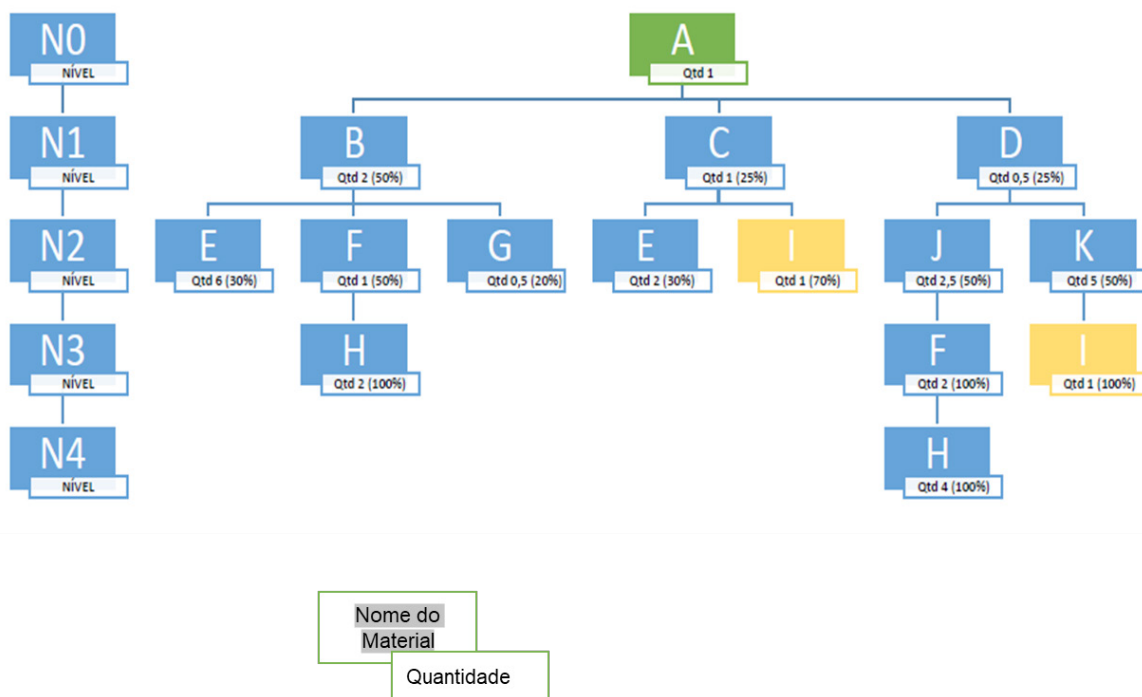 N0
NÍVEL
A
Qtd 1
N1
NÍVEL
B
Qtd 2 (50%)
C
Qtd 1 (25%)
D
Qtd 0,5 (25%)
N2
NÍVEL
E
Qtd 6 (30%)
F
Qtd 1 (50%)
G
Qtd 0,5 (20%)
E
Qtd 2 (30%)
I
Qtd 1 (70%)
J
Qtd 2,5 (50%)
K
Qtd 5 (50%)
N3
NÍVEL
H
Qtd 2 (100%)
F
Qtd 2 (100%)
I
Qtd 1 (100%)
N4
NÍVEL
H
Qtd 4 (100%)
Nome do
Material
Quantidade